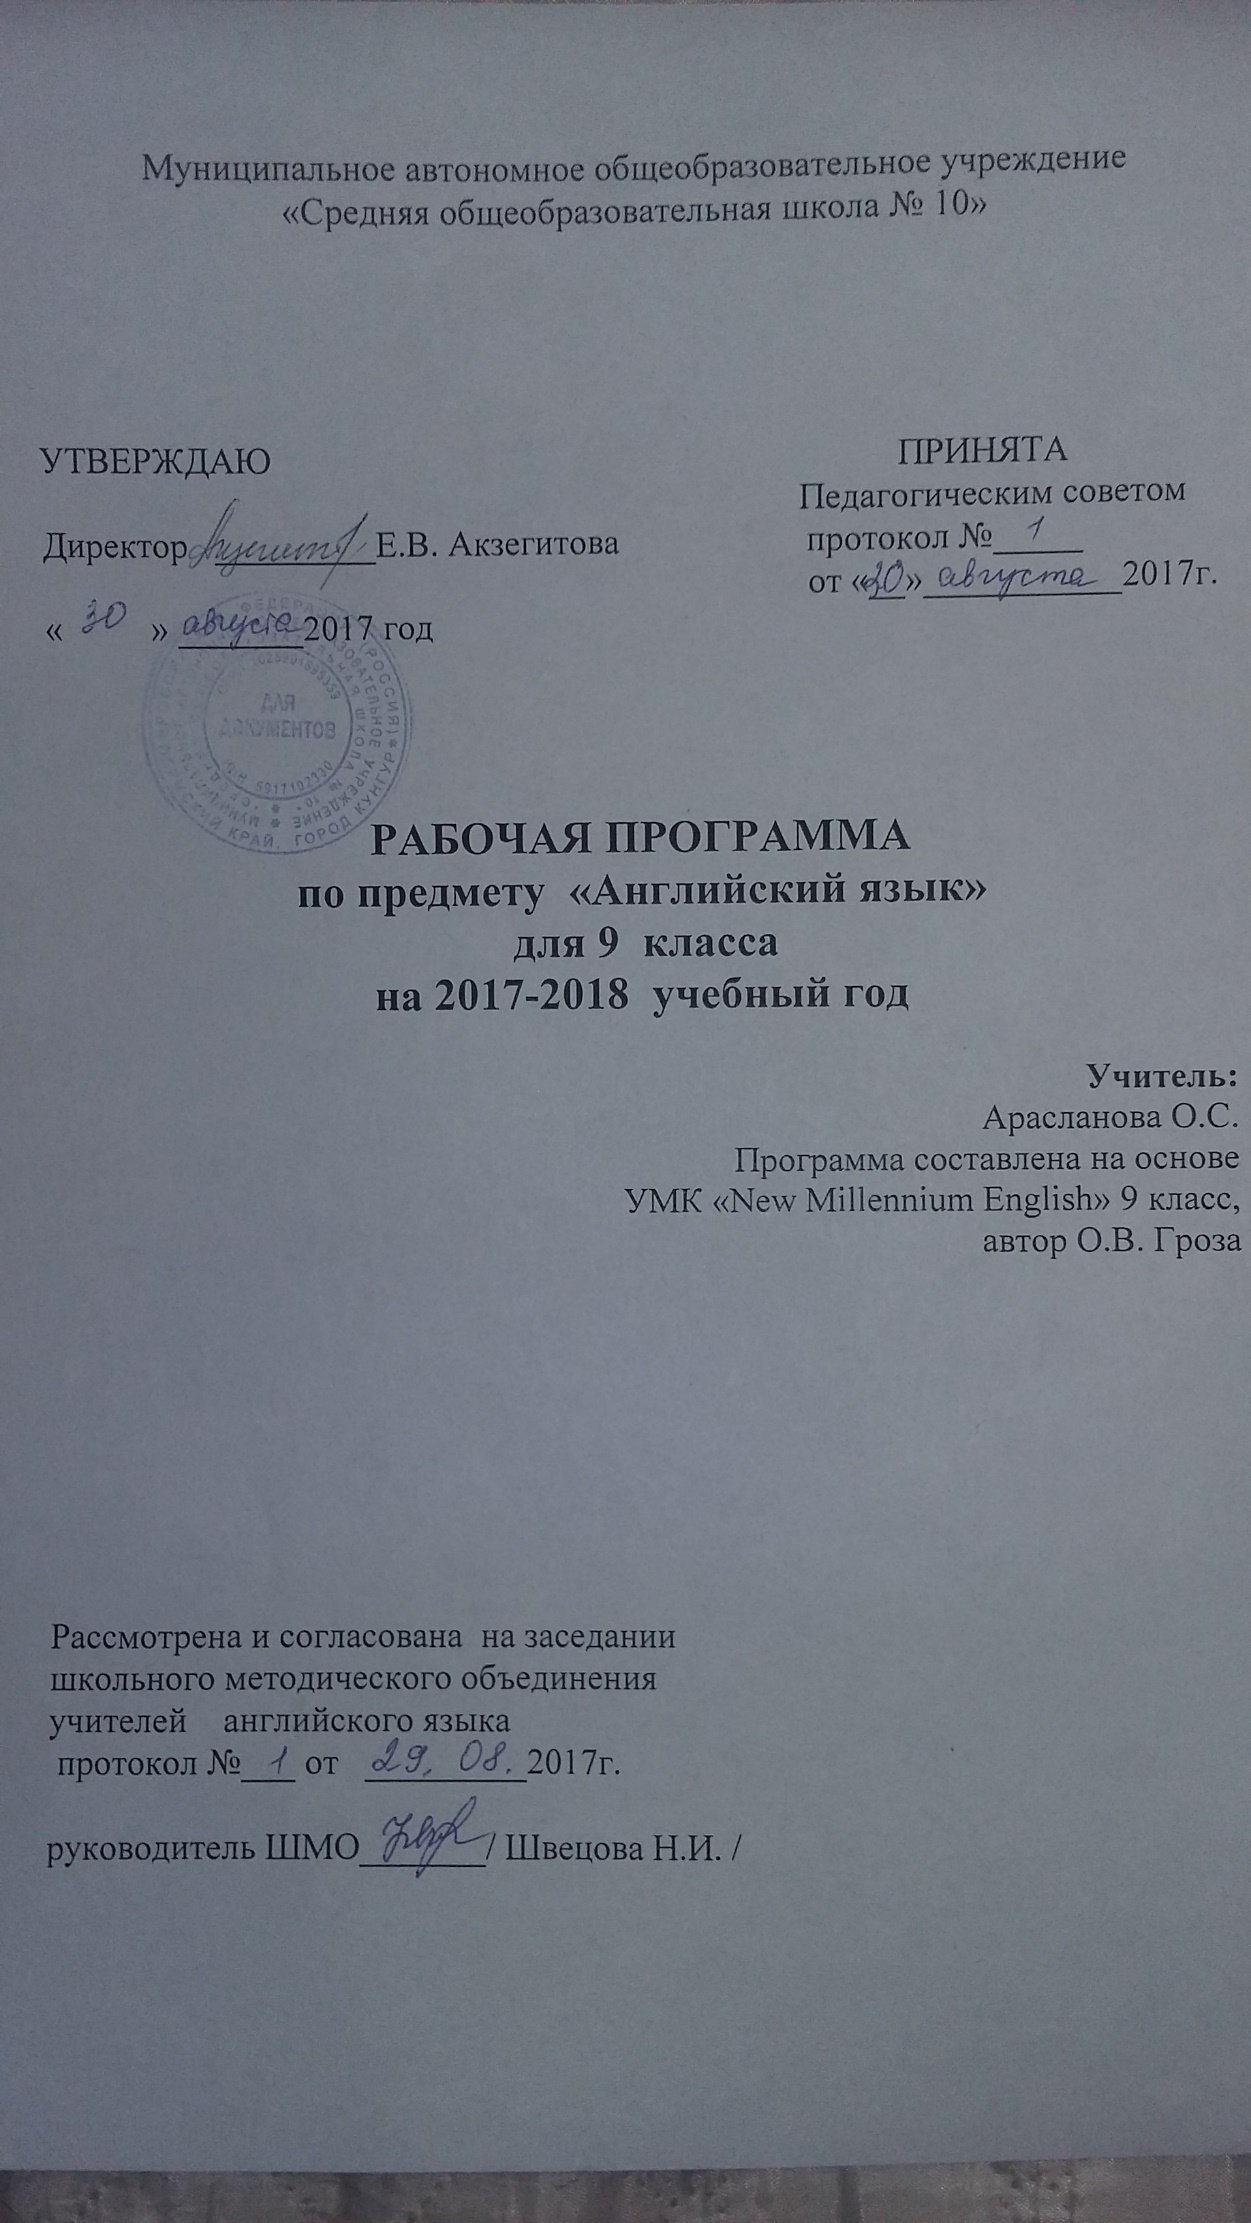 Муниципальное автономное общеобразовательное учреждение
«Средняя общеобразовательная школа № 10»
УТВЕРЖДАЮ
Директор Е.В. Акзегитова
« 30 » августа 2017 год
ПРИНЯТА
Педагогическим советом
протокол № 1
от «30» августа 2017г.
ДЛЯ
ДОКУМЕНТОВ
КРАЙ, ГОРОД КУНГУР
РАБОЧАЯ ПРОГРАММА
по предмету «Английский язык»
для 9 класса
на 2017-2018 учебный год
Учитель:
Арасланова О.С.
Программа составлена на основе
УМК «New Millennium English» 9 класс,
автор О.В. Гроза
Рассмотрена и согласована на заседании
школьного методического объединения
учителей английского языка
протокол № 1 от 29. 08. 2017г.
руководитель ШМО / Швецова Н.И. /